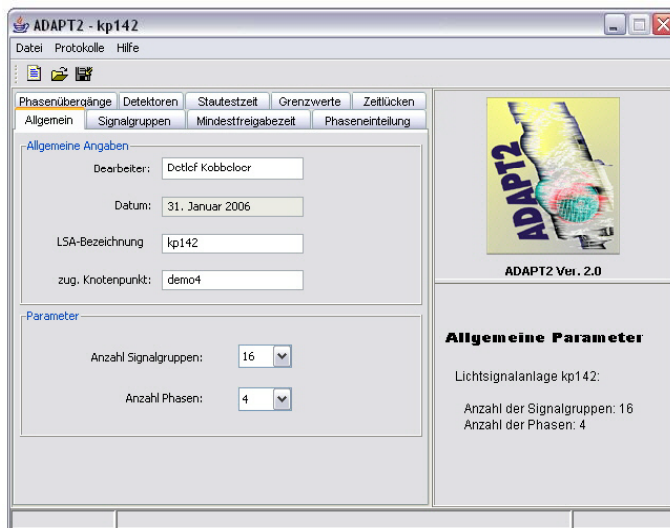 ADAPT2 - kp142
Datei Protokolle Hilfe
Phasenübergänge Detektoren Stautestzeit Grenzwerte Zeitlücken
Allgemein Signalgruppen Mindestfreigabezeit Phaseneinteilung
Allgemeine Angaben
Bearbeiter: Detlef Kobbeloer
Datum: 31. Januar 2006
LSA-Bezeichnung kp142
zug. Knotenpunkt: demo4
Parameter
Anzahl Signalgruppen: 16
Anzahl Phasen: 4
ADAPT2
ADAPT2 Ver. 2.0
Allgemeine Parameter
Lichtsignalanlage kp142:
Anzahl der Signalgruppen: 16
Anzahl der Phasen: 4